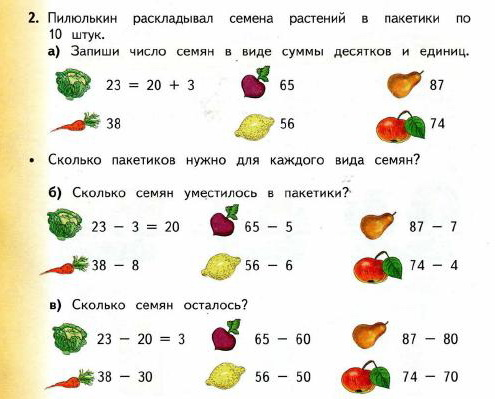 2. Пилюлькин раскладывал семена растений в пакетики по
10 штук.
а) Запиши число семян в виде суммы десятков и единиц.
23 = 20 + 3 65 87
38 56 74
• Сколько пакетиков нужно для каждого вида семян?
б) Сколько семян уместилось в пакетики?
23 − 3 = 20 65 − 5 87 − 7
38 − 8 56 − 6 74 − 4
в) Сколько семян осталось?
23 − 20 = 3 65 − 60 87 − 80
38 − 30 56 − 50 74 − 70